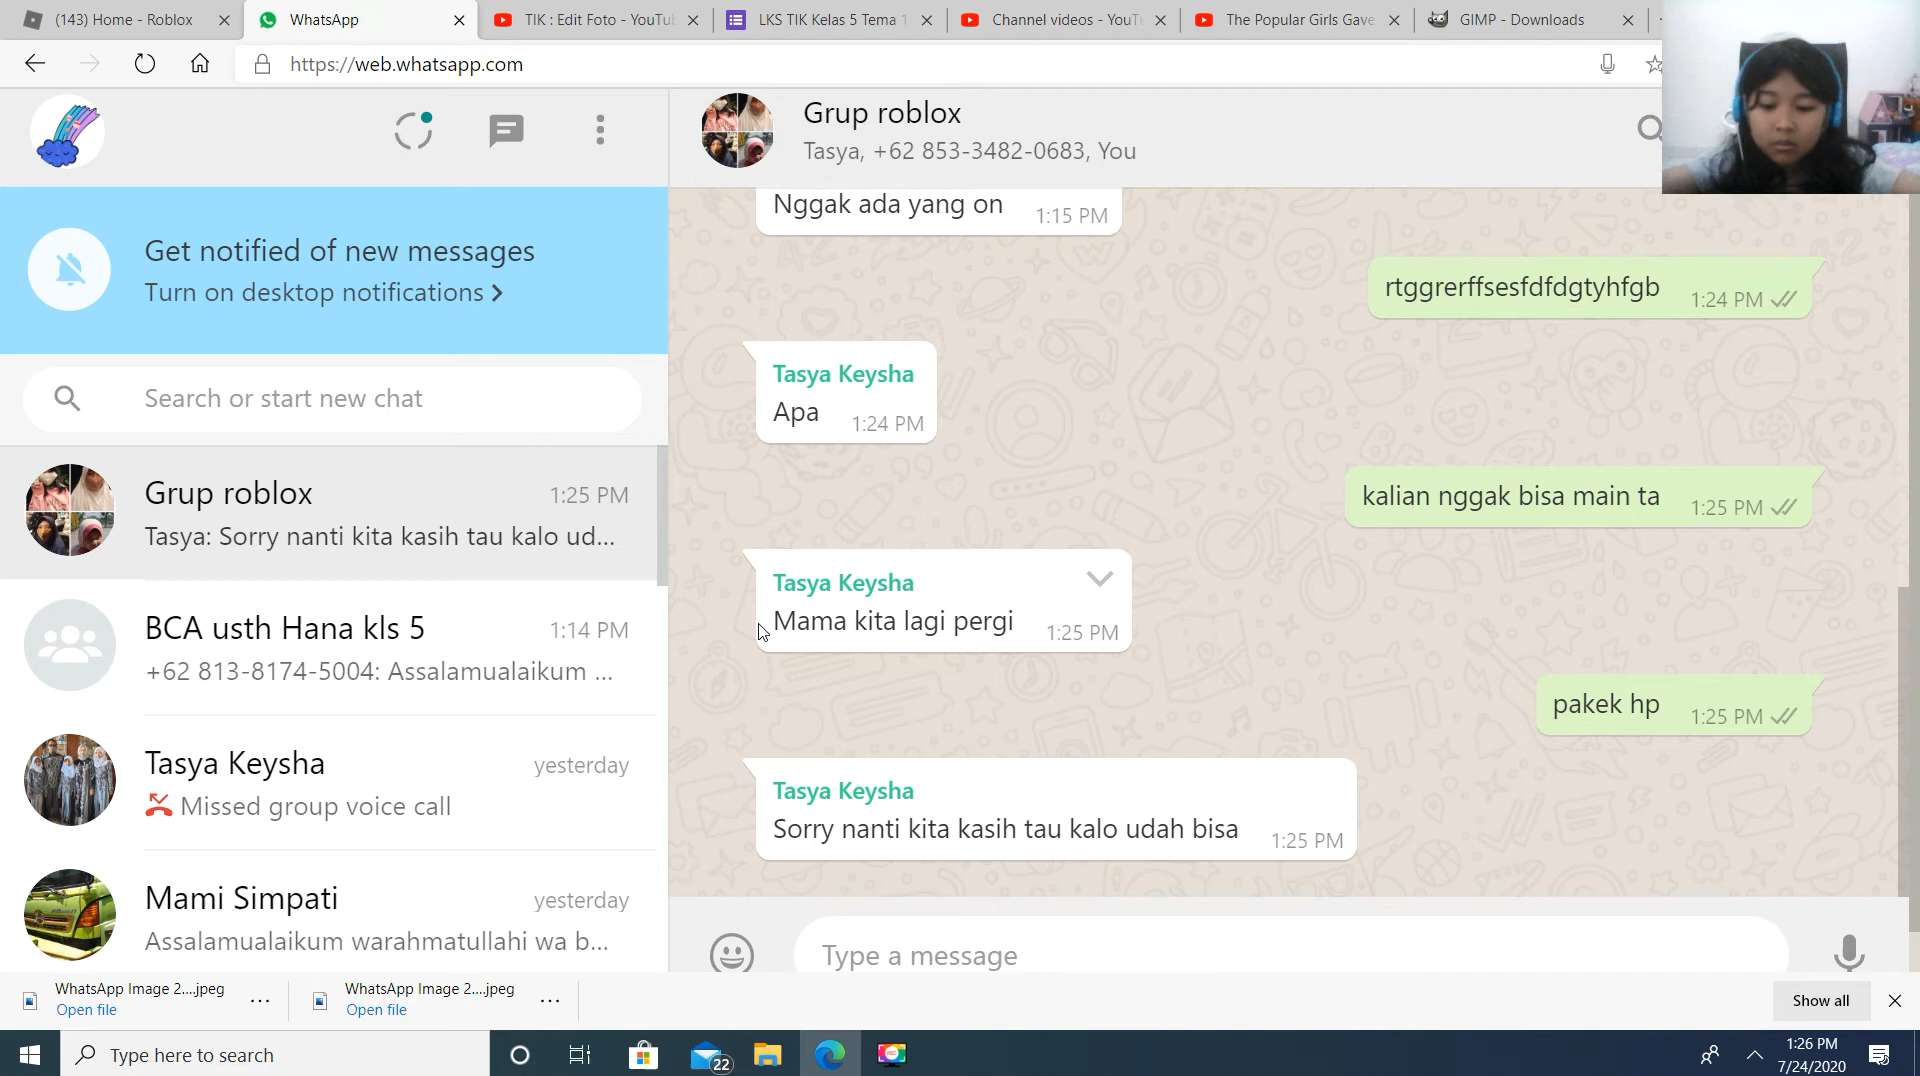 (143) Home - Roblox
WhatsApp
TIK : Edit Foto - YouTu
LKS TIK Kelas 5 Tema 1
Channel videos - YouT
The Popular Girls Gave
GIMP - Downloads
https://web.whatsapp.com
Grup roblox
Tasya, +62 853-3482-0683, You
Get notified of new messages
Turn on desktop notifications
Search or start new chat
Grup roblox
1:25 PM
Tasya: Sorry nanti kita kasih tau kalo ud...
BCA usth Hana kls 5
1:14 PM
+62 813-8174-5004: Assalamualaikum ...
Tasya Keysha
yesterday
Missed group voice call
Mami Simpati
yesterday
Assalamualaikum warahmatullahi wa b...
Nggak ada yang on
1:15 PM
rtggrerffsesfdfdgtyhfgb
1:24 PM
Tasya Keysha
Apa
1:24 PM
kalian nggak bisa main ta
1:25 PM
Tasya Keysha
Mama kita lagi pergi
1:25 PM
pakek hp
1:25 PM
Tasya Keysha
Sorry nanti kita kasih tau kalo udah bisa
1:25 PM
Type a message
WhatsApp Image 2....jpeg
Open file
WhatsApp Image 2....jpeg
Open file
Show all
Type here to search
22
1:26 PM
7/24/2020